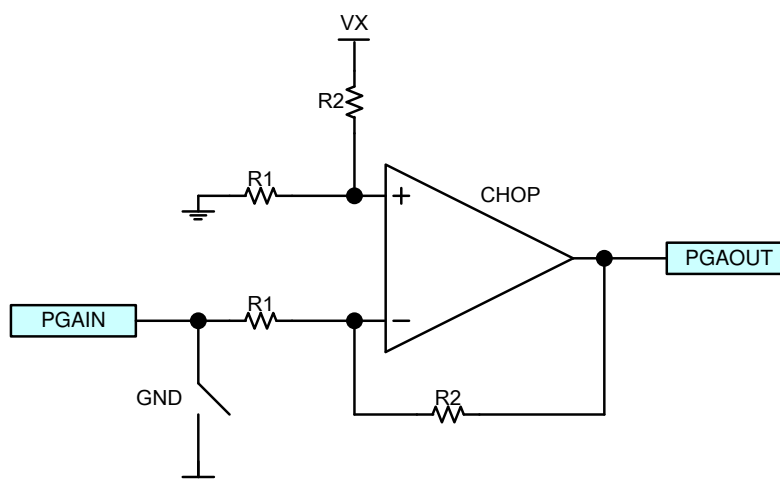 VX
R2
R1
CHOP
+
PGAOUT
R1
PGAIN
−
GND
R2